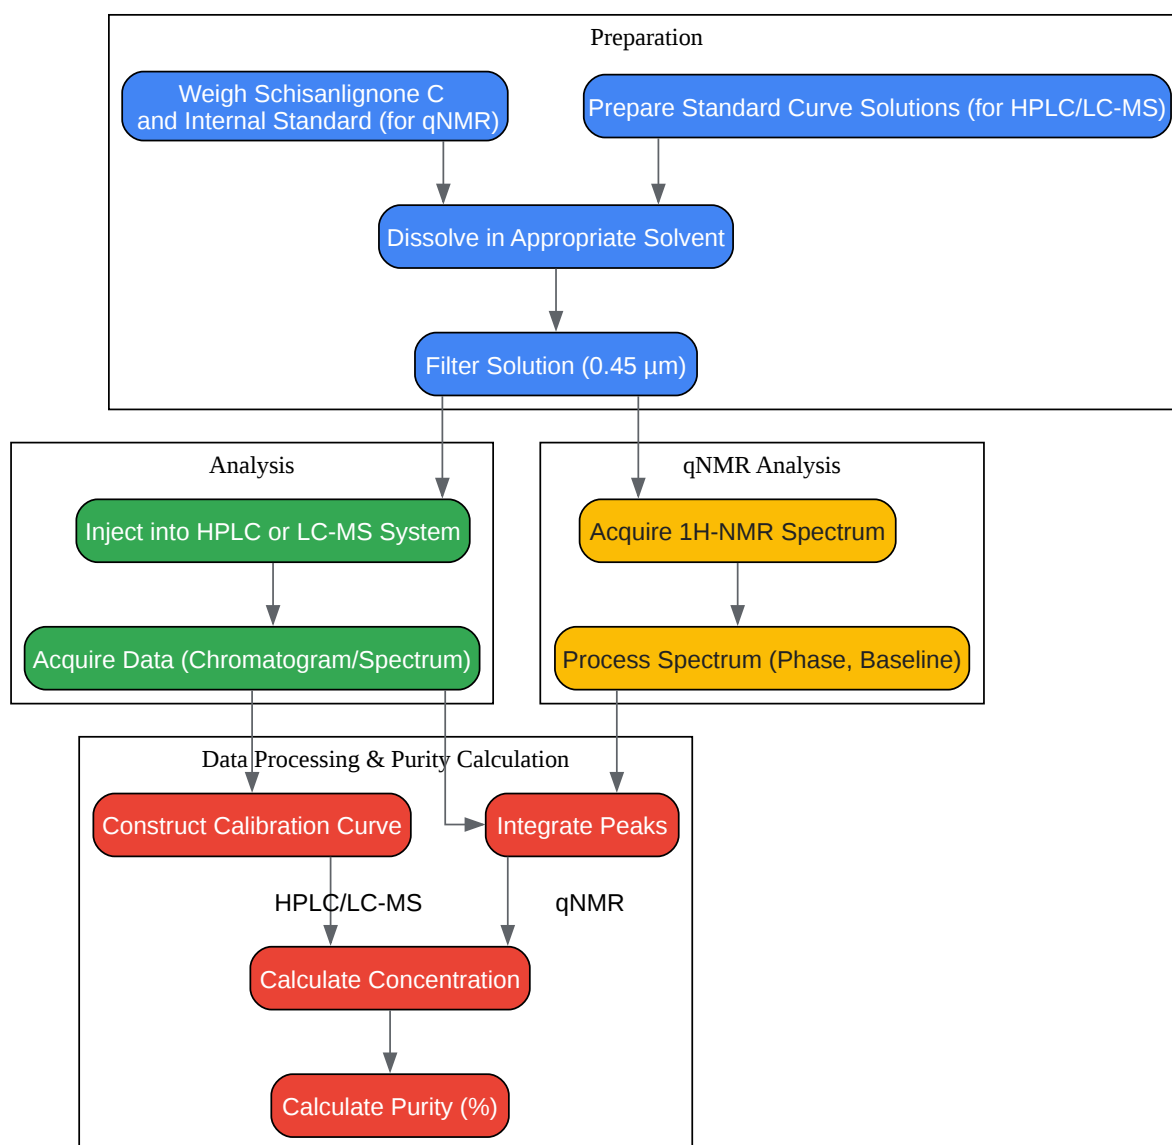 Preparation
Weigh Schisanlignone C
and Internal Standard (for qNMR)
Prepare Standard Curve Solutions (for HPLC/LC-MS)
Dissolve in Appropriate Solvent
Filter Solution (0.45 µm)
Analysis
qNMR Analysis
Inject into HPLC or LC-MS System
Acquire 1H-NMR Spectrum
Acquire Data (Chromatogram/Spectrum)
Process Spectrum (Phase, Baseline)
Data Processing & Purity Calculation
Construct Calibration Curve
Integrate Peaks
HPLC/LC-MS
qNMR
Calculate Concentration
Calculate Purity (%)